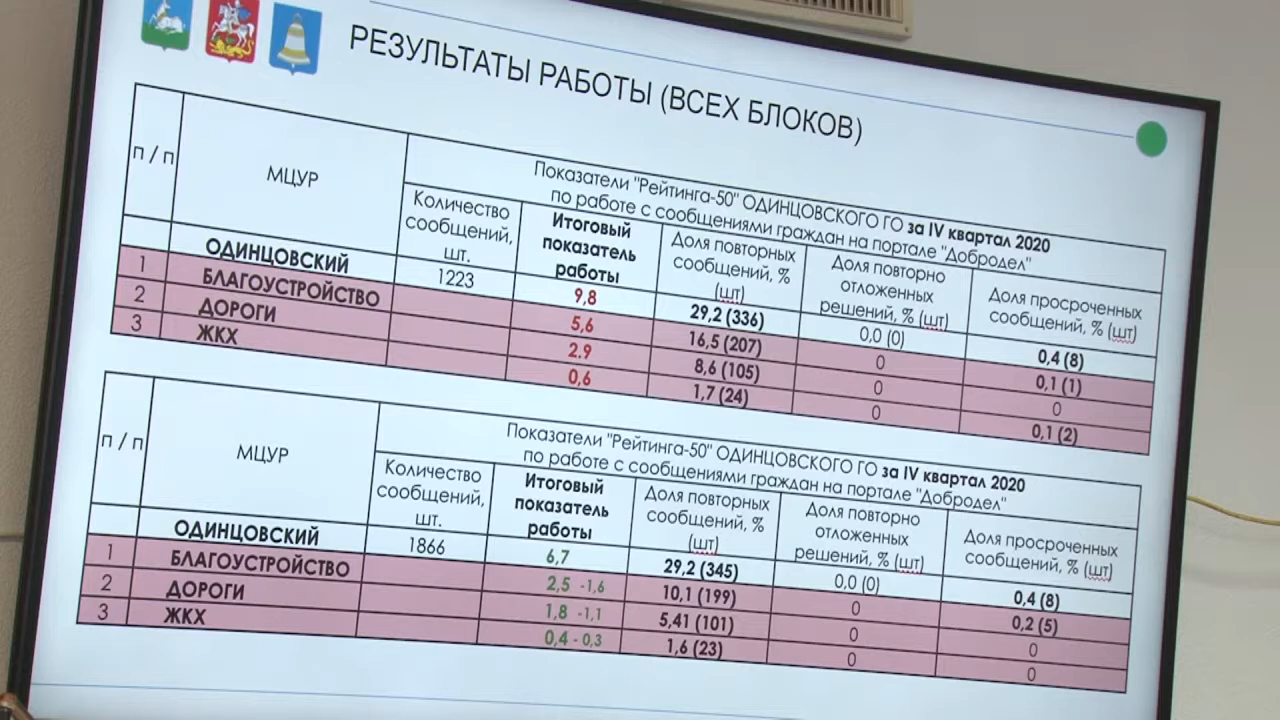 РЕЗУЛЬТАТЫ РАБОТЫ (ВСЕХ БЛОКОВ)
п / п
МЦУР
Показатели "Рейтинга-50" ОДИНЦОВСКОГО ГО за IV квартал 2020
по работе с сообщениями граждан на портале "Добродел"
Количество
сообщений,
шт.
Итоговый
показатель
работы
Доля повторных
сообщений, %
(шт)
Доля повторно
отложенных
решений, % (шт)
Доля просроченных
сообщений, % (шт)
ОДИНЦОВСКИЙ 1223 9,8 29,2 (336) 0,0 (0) 0,4 (8)
1 БЛАГОУСТРОЙСТВО 5,6 16,5 (207) 0 0,1 (1)
2 ДОРОГИ 2.9 8,6 (105) 0 0
3 ЖКХ 0,6 1,7 (24) 0 0,1 (2)
п / п
МЦУР
Показатели "Рейтинга-50" ОДИНЦОВСКОГО ГО за IV квартал 2020
по работе с сообщениями граждан на портале "Добродел"
Количество
сообщений,
шт.
Итоговый
показатель
работы
Доля повторных
сообщений, %
(шт)
Доля повторно
отложенных
решений, % (шт)
Доля просроченных
сообщений, % (шт)
ОДИНЦОВСКИЙ 1866 6,7 29,2 (345) 0,0 (0) 0,4 (8)
1 БЛАГОУСТРОЙСТВО 2,5 -1,6 10,1 (199) 0 0,2 (5)
2 ДОРОГИ 1,8 -1,1 5,41 (101) 0 0
3 ЖКХ 0,4 - 0,3 1,6 (23) 0 0